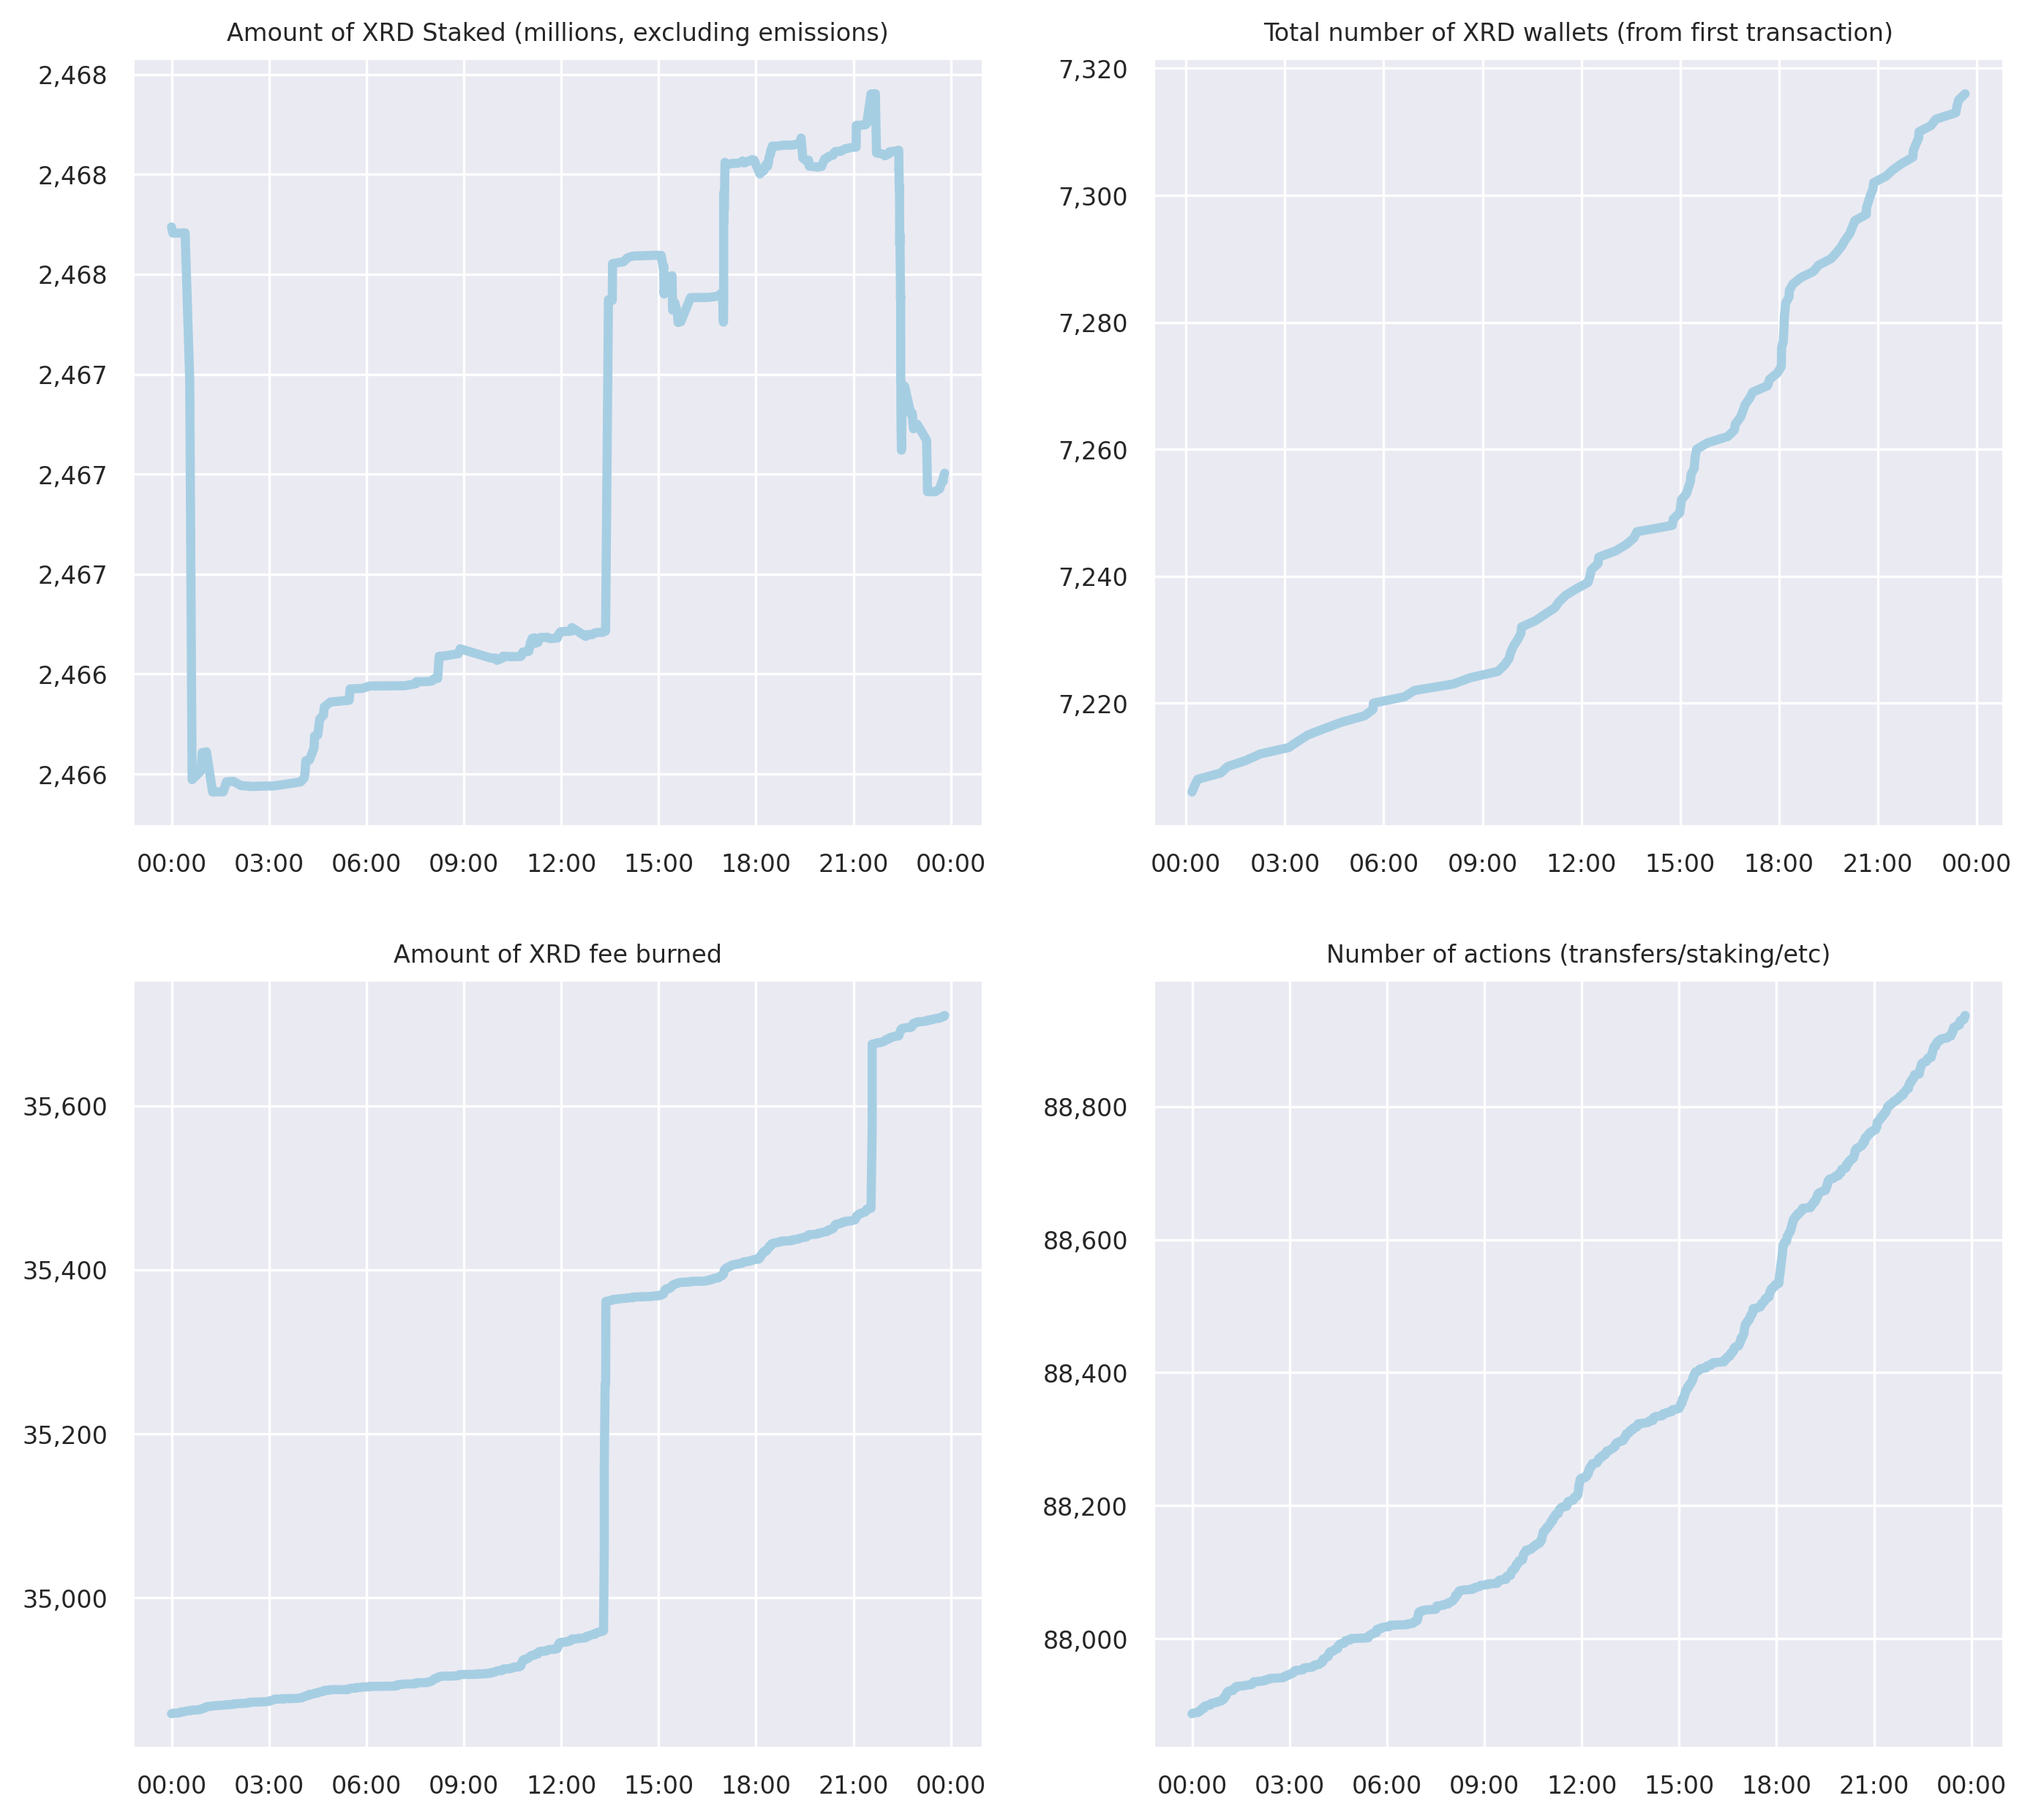 Amount of XRD Staked (millions, excluding emissions)
2,468
2,468
2,468
2,467
2,467
2,467
2,466
2,466
00:00 03:00 06:00 09:00 12:00 15:00 18:00 21:00 00:00
Total number of XRD wallets (from first transaction)
7,320
7,300
7,280
7,260
7,240
7,220
00:00 03:00 06:00 09:00 12:00 15:00 18:00 21:00 00:00
Amount of XRD fee burned
35,600
35,400
35,200
35,000
00:00 03:00 06:00 09:00 12:00 15:00 18:00 21:00 00:00
Number of actions (transfers/staking/etc)
88,800
88,600
88,400
88,200
88,000
00:00 03:00 06:00 09:00 12:00 15:00 18:00 21:00 00:00